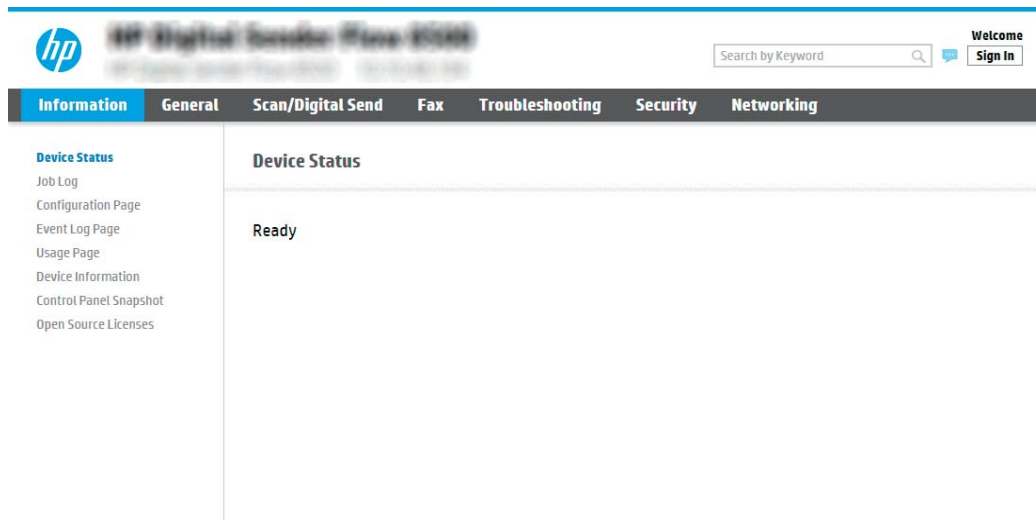 hp
Welcome
Search by Keyword
Sign In
Information General Scan/Digital Send Fax Troubleshooting Security Networking
Device Status
Job Log
Configuration Page
Event Log Page
Usage Page
Device Information
Control Panel Snapshot
Open Source Licenses
Device Status
Ready